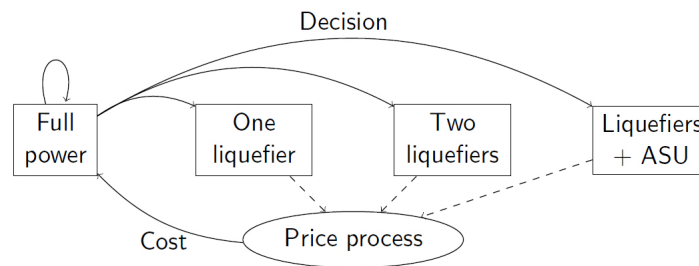 Decision
Full
power
One
liquefier
Two
liquefiers
Liquefiers
+ ASU
Cost
Price process